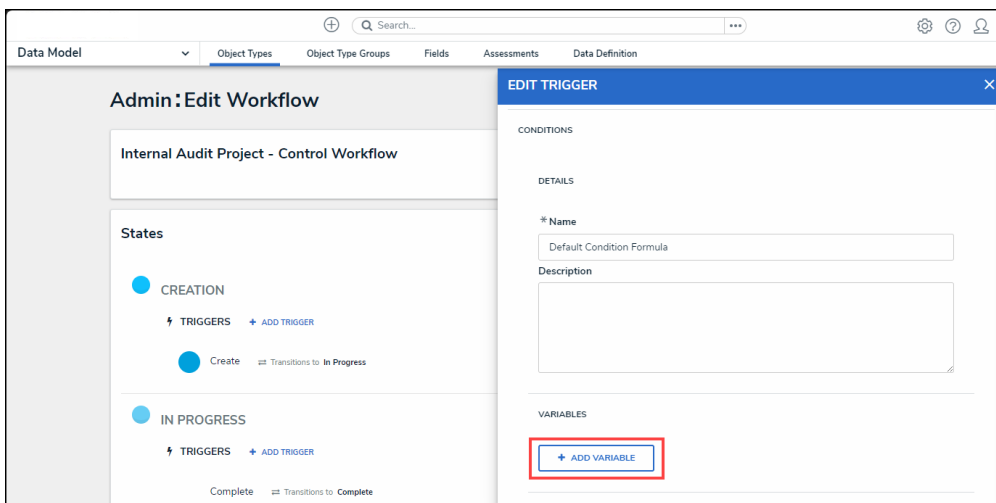 Search...
Data Model
Object Types Object Type Groups Fields Assessments Data Definition
Admin:Edit Workflow
Internal Audit Project - Control Workflow
States
CREATION
TRIGGERS + ADD TRIGGER
Create Transitions to In Progress
IN PROGRESS
TRIGGERS + ADD TRIGGER
Complete Transitions to Complete
EDIT TRIGGER
CONDITIONS
DETAILS
*Name
Default Condition Formula
Description
VARIABLES
+ ADD VARIABLE